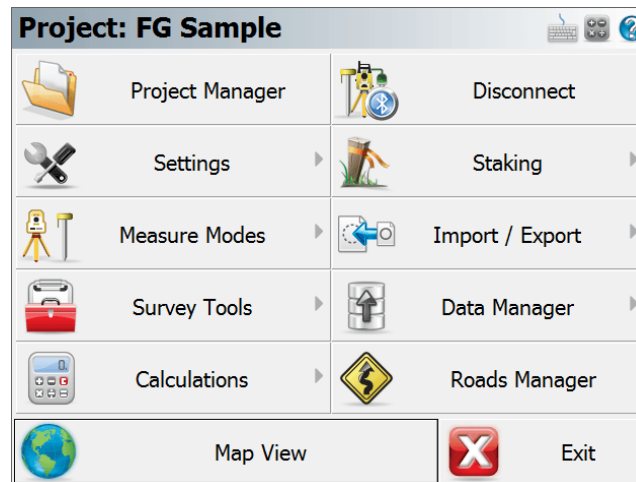 Project: FG Sample
Project Manager
Disconnect
Settings
Staking
Measure Modes
Import / Export
Survey Tools
Data Manager
Calculations
Roads Manager
Map View
Exit